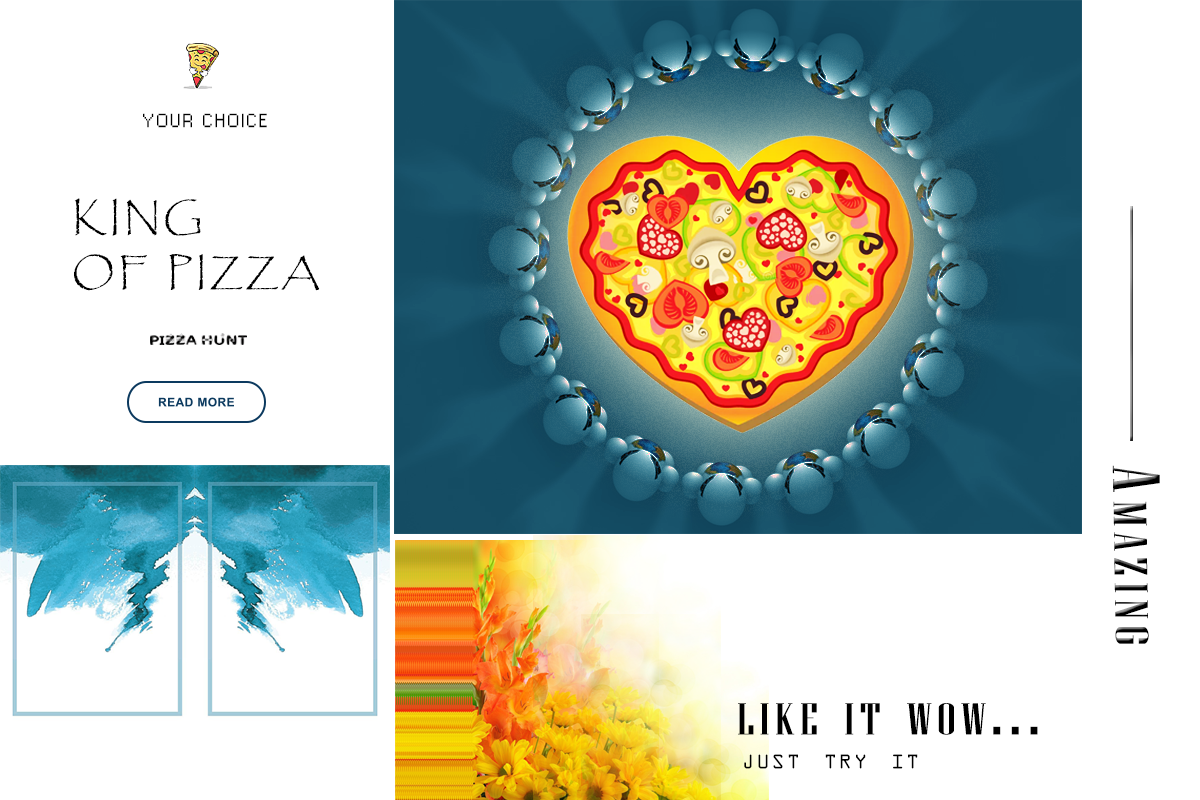 YOUR CHOICE
KING
OF PIZZA
PIZZA HUNT
READ MORE
AMAZING
LIKE IT WOW...
JUST TRY IT